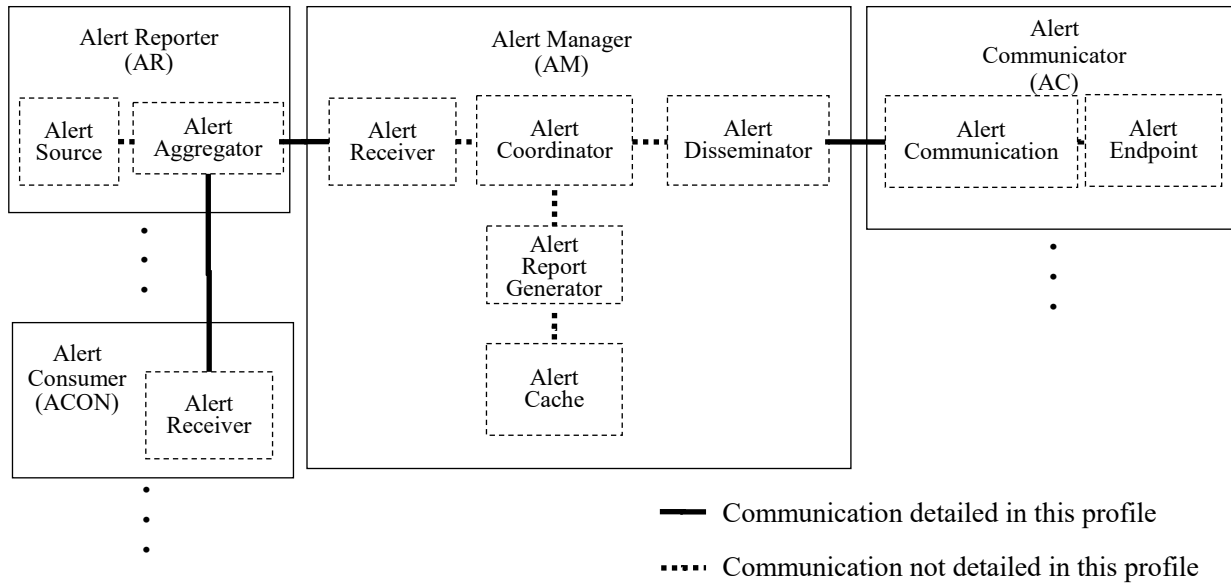 Alert Reporter
(AR)
Alert
Source
Alert
Aggregator
Alert Manager
(AM)
Alert
Receiver
Alert
Coordinator
Alert
Disseminator
Alert
Report
Generator
Alert
Cache
Alert
Communicator
(AC)
Alert
Communication
Alert
Endpoint
Alert
Consumer
(ACON)
Alert
Receiver
Communication detailed in this profile
Communication not detailed in this profile